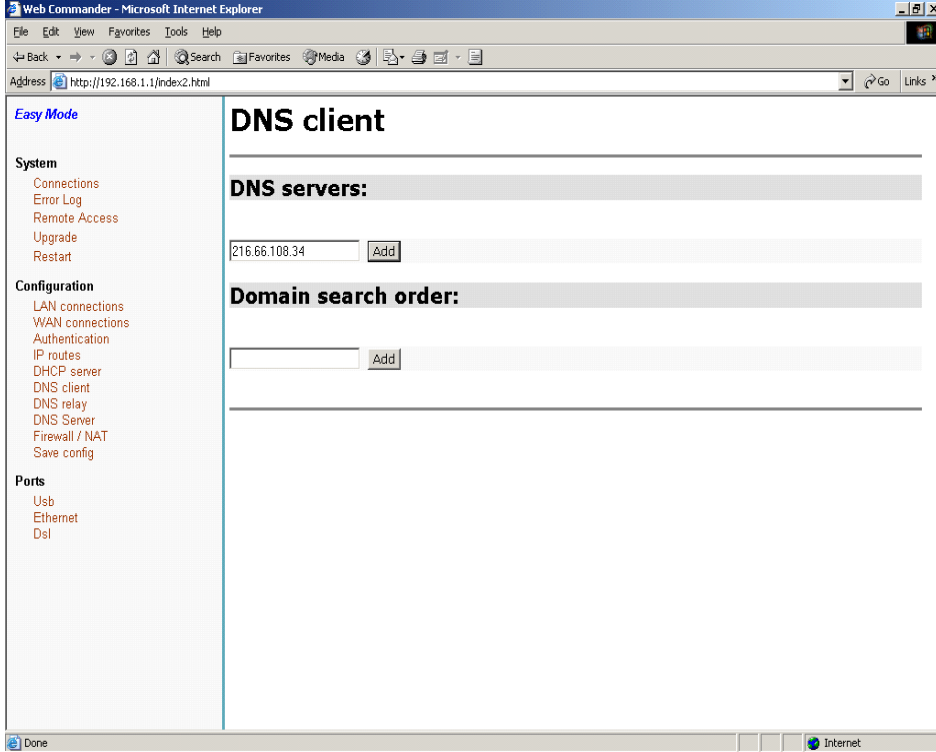 Web Commander - Microsoft Internet Explorer
File Edit View Favorites Tools Help
Back Search Favorites Media
Address http://192.168.1.1/index2.html Go Links
Easy Mode
System
Connections
Error Log
Remote Access
Upgrade
Restart
Configuration
LAN connections
WAN connections
Authentication
IP routes
DHCP server
DNS client
DNS relay
DNS Server
Firewall / NAT
Save config
Ports
Usb
Ethernet
Dsl
DNS client
DNS servers:
216.66.108.34 Add
Domain search order:
Add
Done Internet